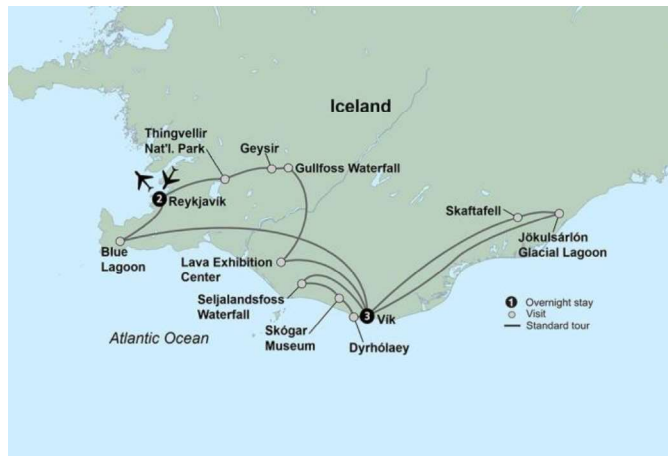 Iceland
Thingvellir
Nat'l. Park
Geysir
Gullfoss Waterfall
2
Reykjavík
Skaftafell
Jökulsárlón
Glacial Lagoon
Blue
Lagoon
Lava Exhibition
Center
Seljalandsfoss
Waterfall
3
Vík
Skógar
Museum
Dyrhólaey
Atlantic Ocean
1 Overnight stay
Visit
Standard tour